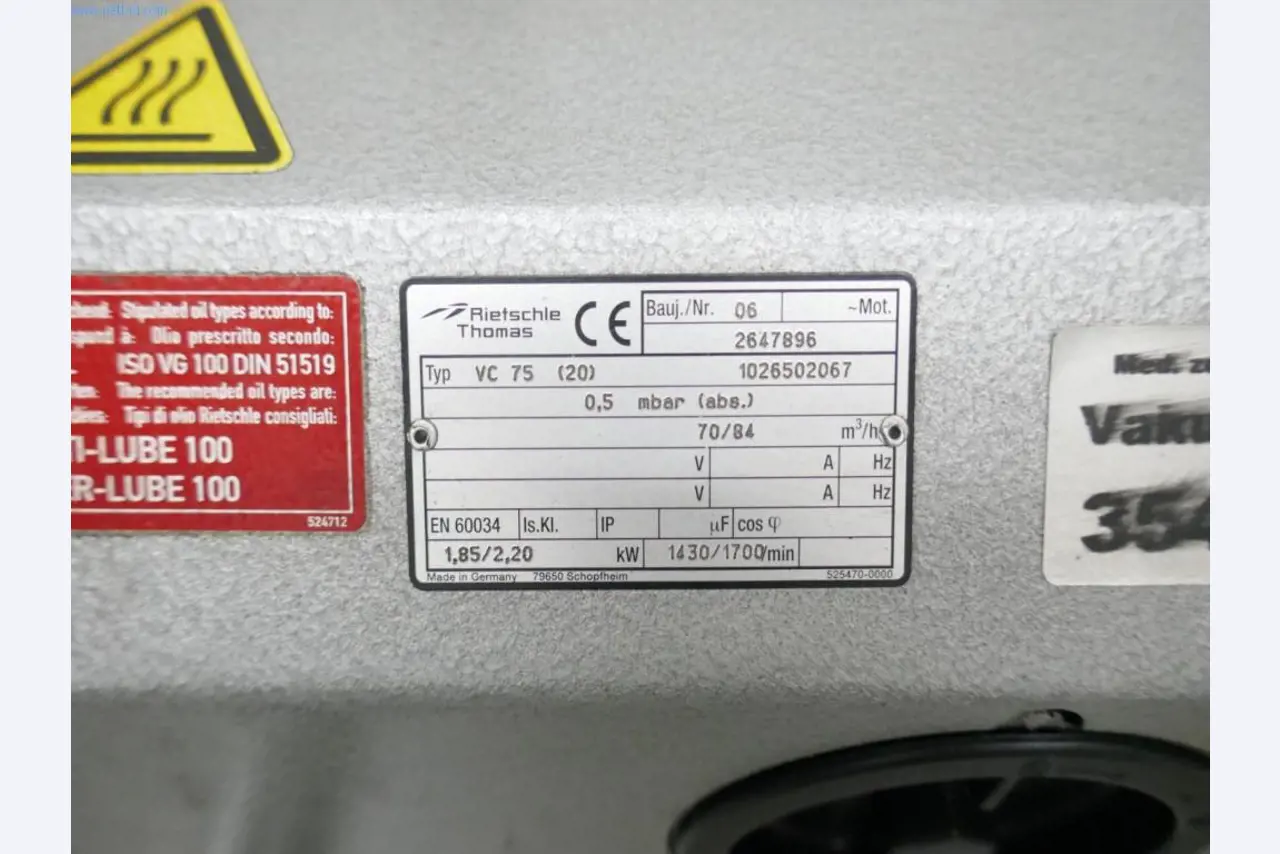 Stipulated oil types according to:
à: Olio prescritto secondo:
ISO VG 100 DIN 51519
The recommended oil types are:
Tipi di olio Rietschle consigliati:
I-LUBE 100
R-LUBE 100
524712
Rietschle
Thomas
CE
Bauj./Nr. 06 ~Mot.
2647896
Typ VC 75 (20) 1026502067
0,5 mbar (abs.)
70/84 m³/h
V A Hz
V A Hz
EN 60034 Is.Kl. IP µF cos φ
1,85/2,20 kW 1430/1700/min
Made in Germany 79650 Schopfheim 525470-0000
Med. z
Vaku
354